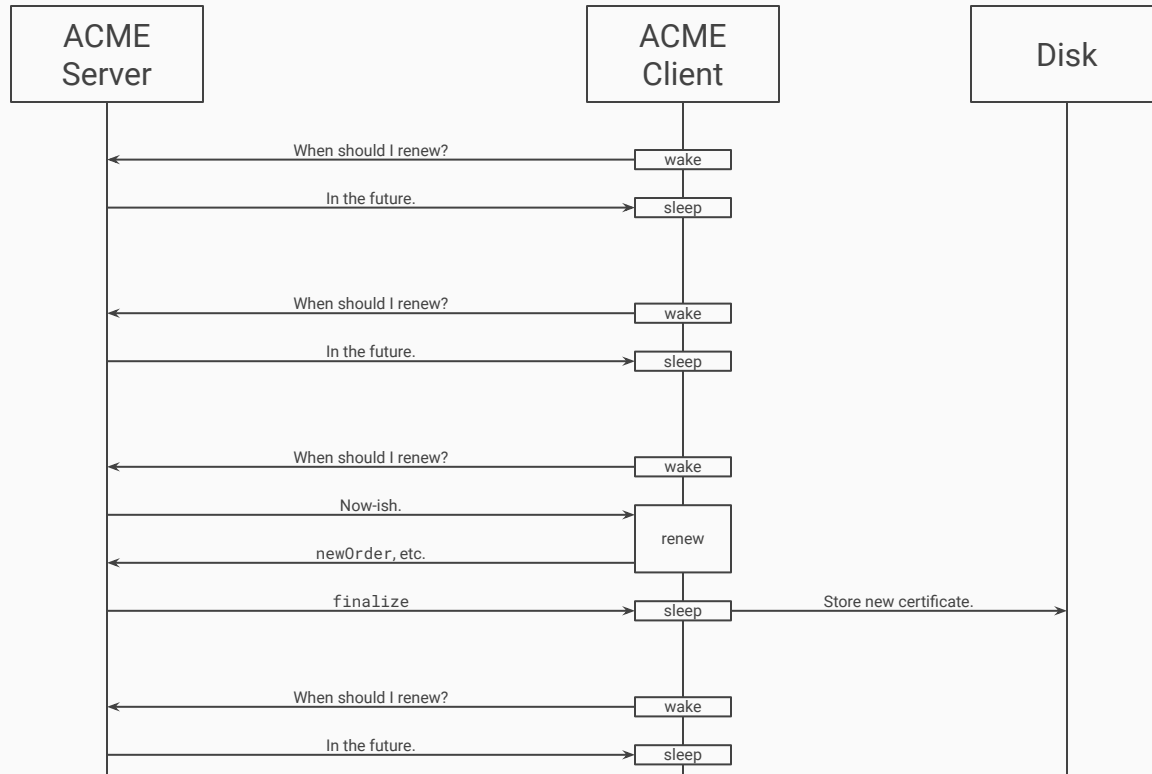 ACME
Server
ACME
Client
Disk
When should I renew?
wake
In the future.
sleep
When should I renew?
wake
In the future.
sleep
When should I renew?
wake
Now-ish.
renew
newOrder, etc.
finalize
sleep
Store new certificate.
When should I renew?
wake
In the future.
sleep